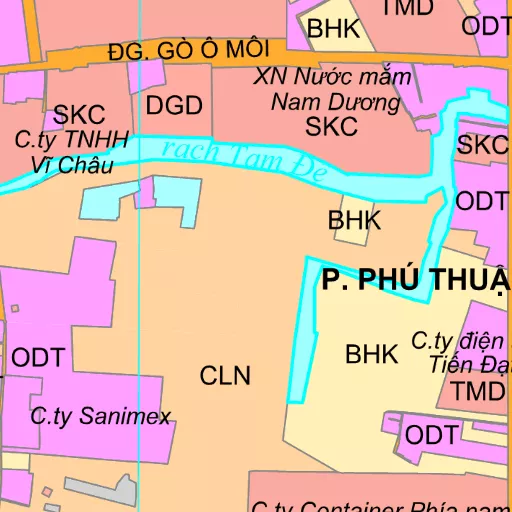 TMD
BHK
ODT
ĐG. GÒ Ô MÔI
XN Nước mắm
Nam Dương
SKC
SKC
DGD
C.ty TNHH
Vĩ Châu
SKC
rạch Tam Đe
ODT
BHK
P. PHÚ THUẬ
C.ty điện
Tiến Đạt
BHK
ODT
CLN
TMD
C.ty Sanimex
ODT
C.ty Container Phía nam